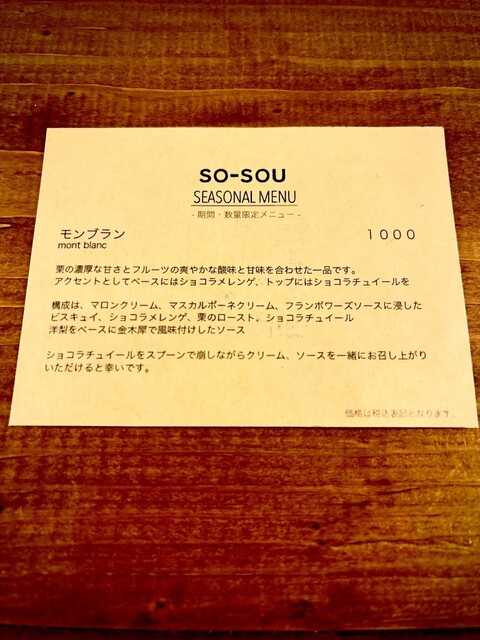 SO-SOU
SEASONAL MENU
- 期間・数量限定メニュー -
モンブラン 1000
mont blanc
栗の濃厚な甘さとフルーツの爽やかな酸味と甘味を合わせた一品です。
アクセントとしてベースにはショコラメレンゲ、トップにはショコラチュイールを
構成は、マロンクリーム、マスカルポーネクリーム、フランボワーズソースに浸した
ビスキュイ、ショコラメレンゲ、栗のロースト、ショコラチュイール
洋梨をベースに金木犀で風味付けしたソース
ショコラチュイールをスプーンで崩しながらクリーム、ソースを一緒にお召し上がり
いただけると幸いです。
価格は税込表記となります。